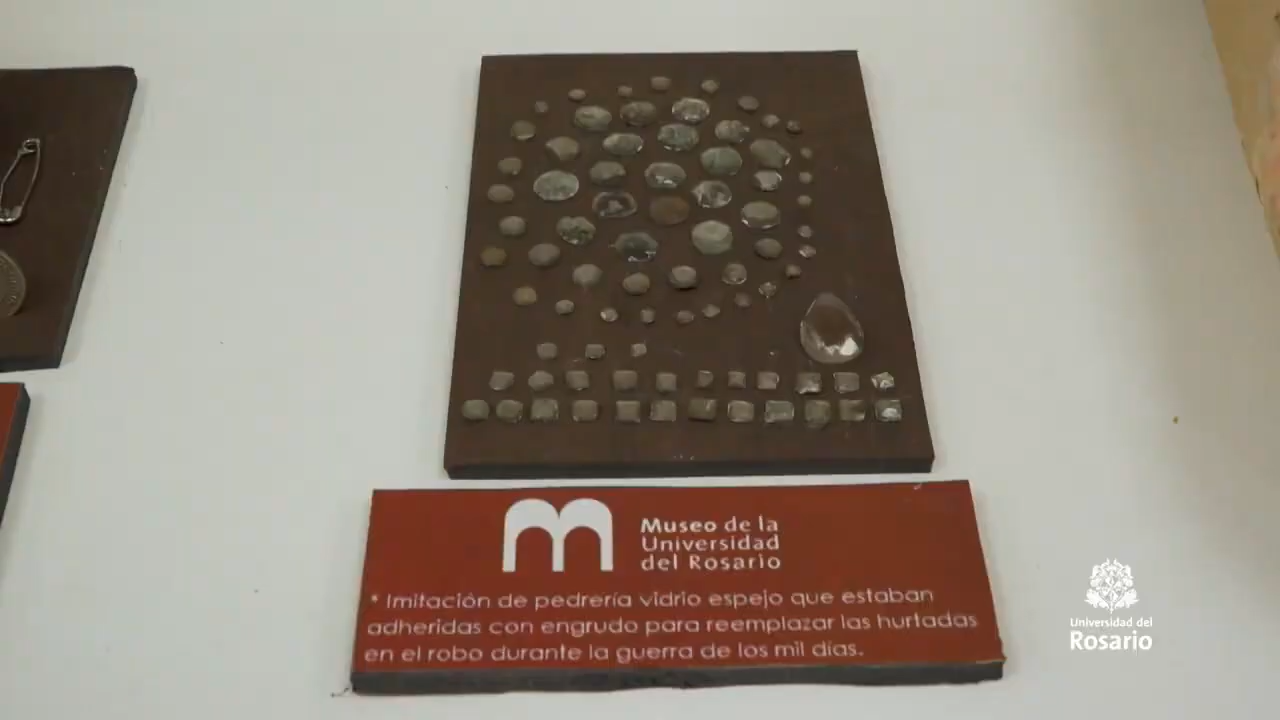 Museo de la
Universidad
del Rosario
* Imitación de pedrería vidrio espejo que estaban
adheridas con engrudo para reemplazar las hurtadas
en el robo durante la guerra de los mil días.
Universidad del
Rosario